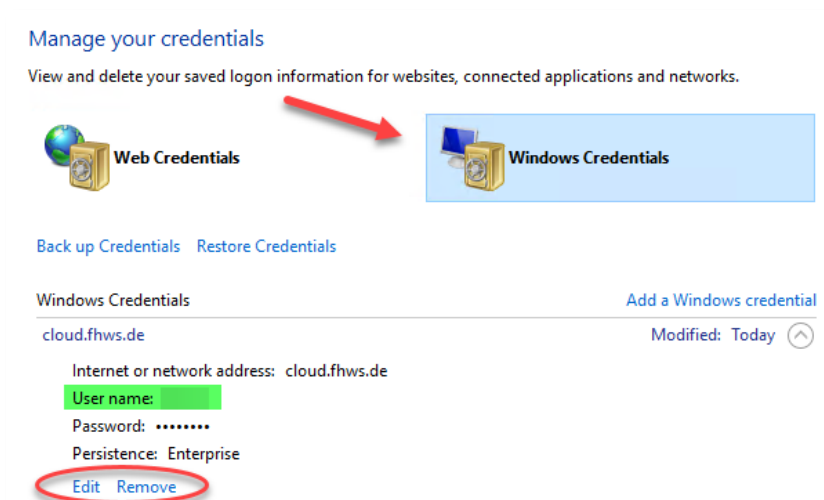 Manage your credentials
View and delete your saved logon information for websites, connected applications and networks.
Web Credentials
Windows Credentials
Back up Credentials Restore Credentials
Windows Credentials Add a Windows credential
cloud.fhws.de Modified: Today
Internet or network address: cloud.fhws.de
User name:
Password: ••••••••
Persistence: Enterprise
Edit Remove